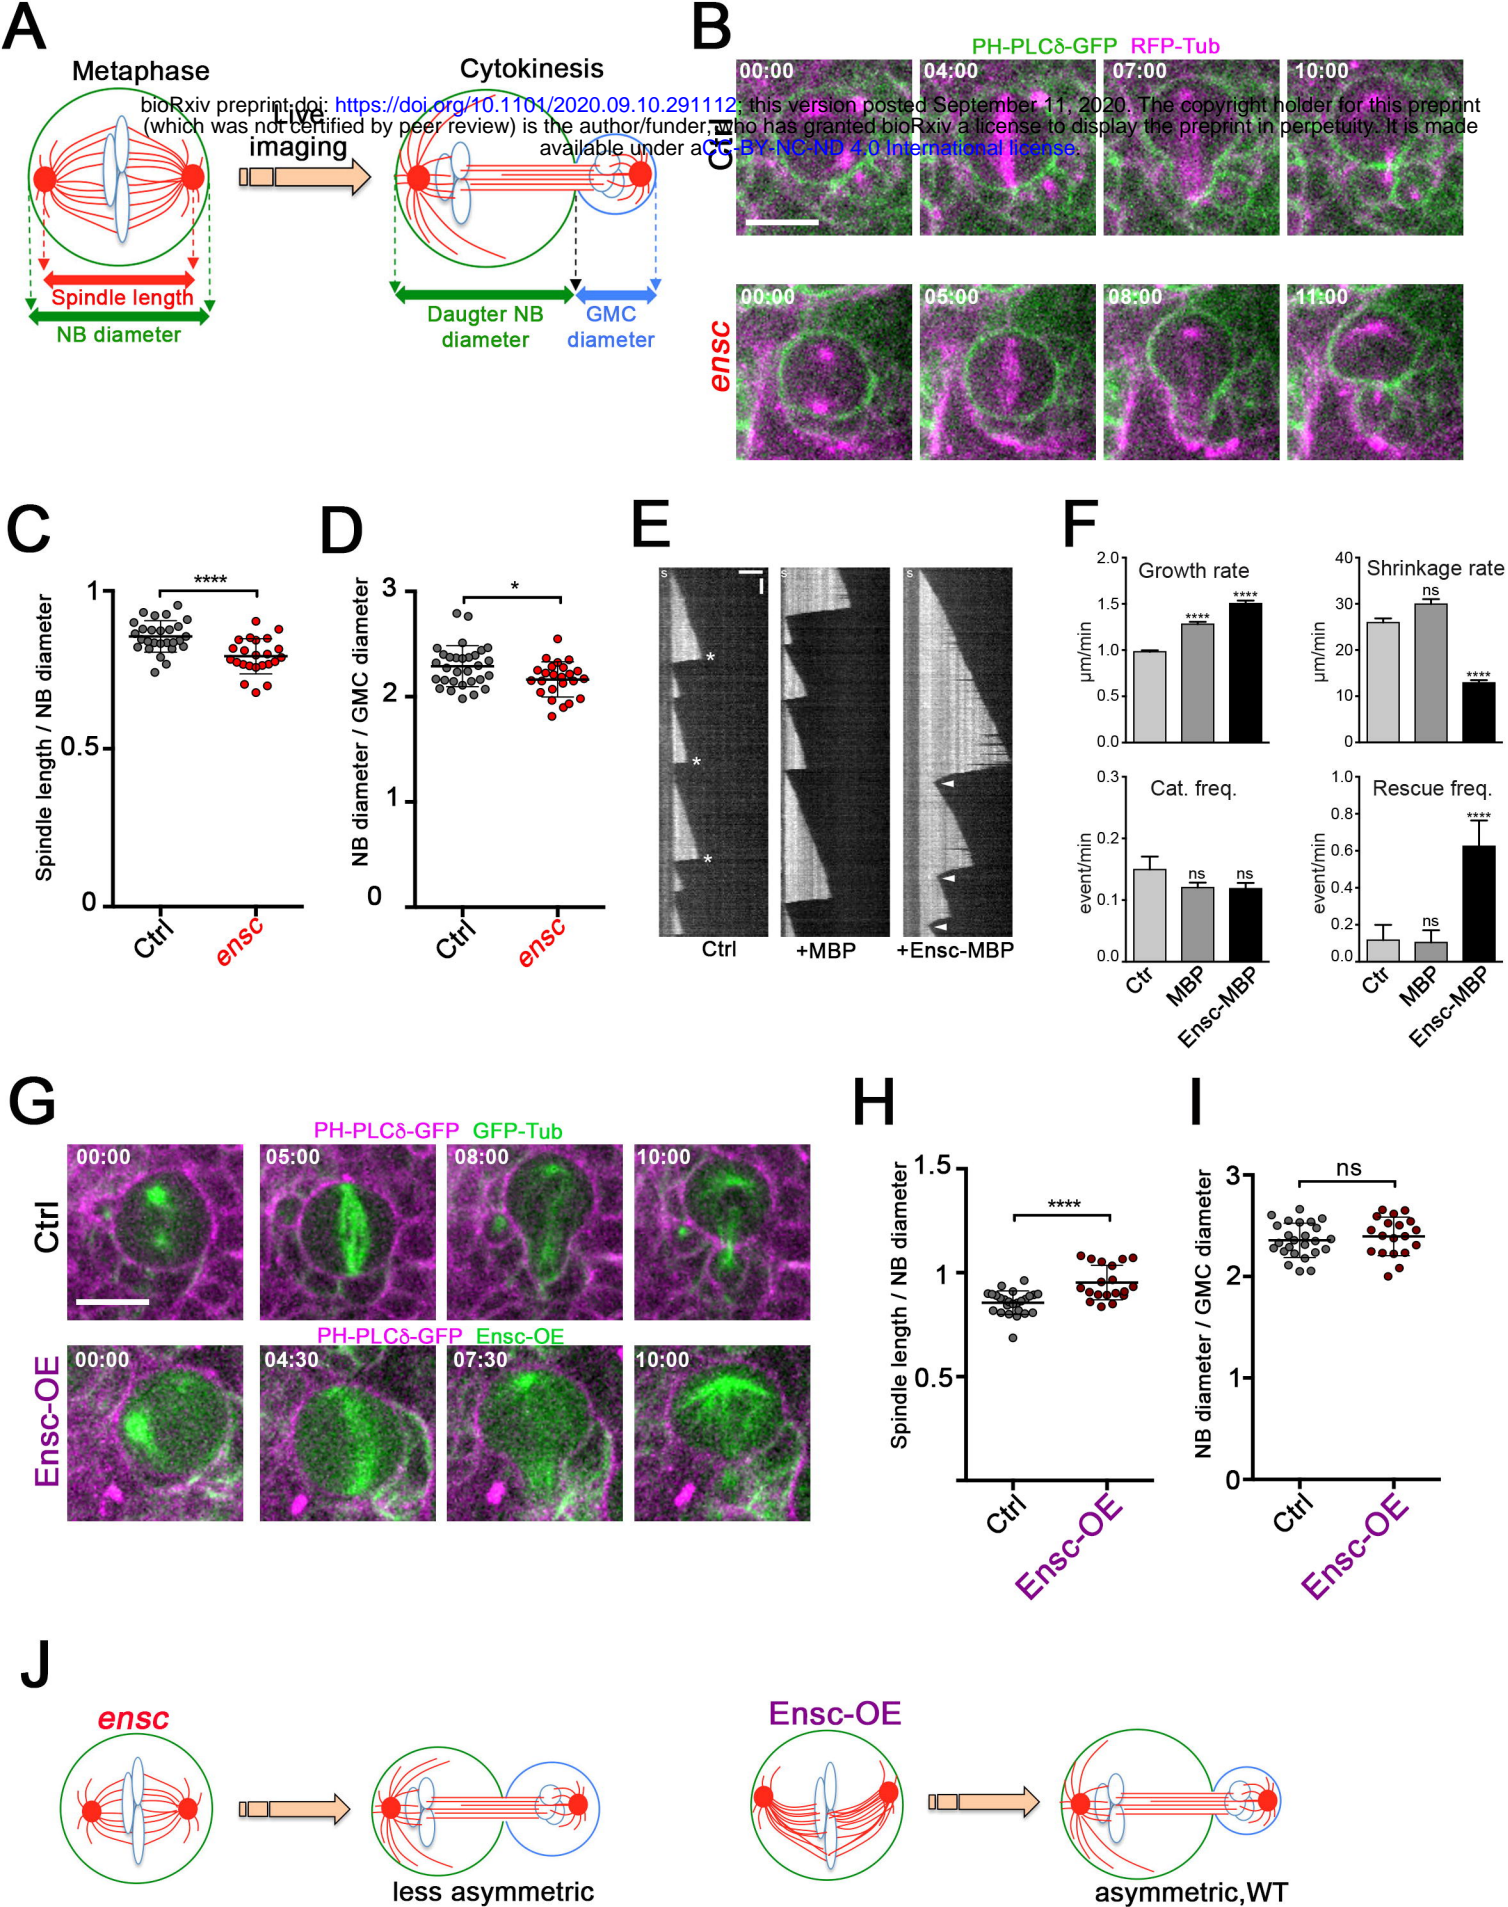 A
Metaphase
Cytokinesis
Live
imaging
Spindle length
NB diameter
Daugter NB
diameter
GMC
diameter
bioRxiv preprint doi: https://doi.org/10.1101/2020.09.10.291112; this version posted September 11, 2020. The copyright holder for this preprint
(which was not certified by peer review) is the author/funder, who has granted bioRxiv a license to display the preprint in perpetuity. It is made
available under aCC-BY-NC-ND 4.0 International license.
B
PH-PLCδ-GFP RFP-Tub
Ctrl
00:00
04:00
07:00
10:00
ensc
00:00
05:00
08:00
11:00
C
Spindle length / NB diameter
1
0.5
0
****
Ctrl
ensc
D
NB diameter / GMC diameter
3
2
1
0
*
Ctrl
ensc
E
s
s
s
*
*
*
Ctrl
+MBP
+Ensc-MBP
F
Growth rate
µm/min
2.0
1.5
1.0
0.5
0.0
****
****
Shrinkage rate
µm/min
40
30
20
10
0
ns
****
Cat. freq.
event/min
0.3
0.2
0.1
0.0
ns
ns
Ctr
MBP
Ensc-MBP
Rescue freq.
event/min
1.0
0.8
0.6
0.4
0.2
0.0
ns
****
Ctr
MBP
Ensc-MBP
G
PH-PLCδ-GFP GFP-Tub
Ctrl
00:00
05:00
08:00
10:00
PH-PLCδ-GFP Ensc-OE
Ensc-OE
00:00
04:30
07:30
10:00
H
Spindle length / NB diameter
1.5
1
0.5
****
Ctrl
Ensc-OE
I
NB diameter / GMC diameter
3
2
1
0
ns
Ctrl
Ensc-OE
J
ensc
less asymmetric
Ensc-OE
asymmetric,WT